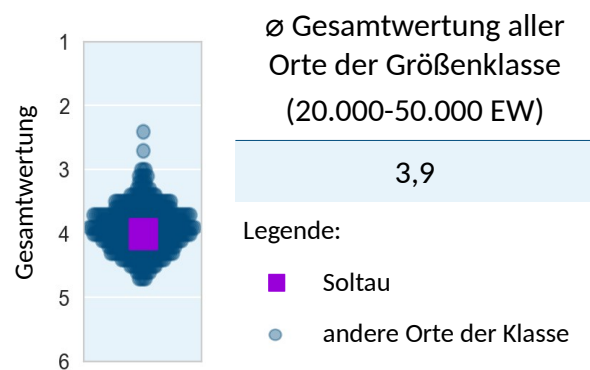 Gesamtwertung
1
2
3
4
5
6
⌀ Gesamtwertung aller
Orte der Größenklasse
(20.000-50.000 EW)
3,9
Legende:
Soltau
andere Orte der Klasse